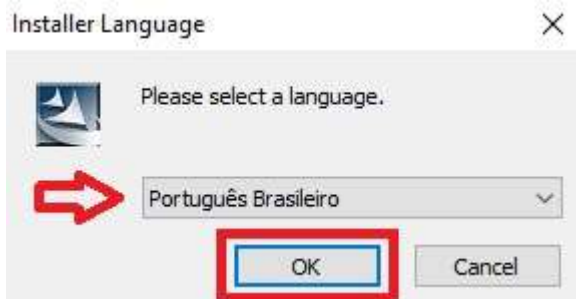 Installer Language
Please select a language.
Português Brasileiro
OK
Cancel